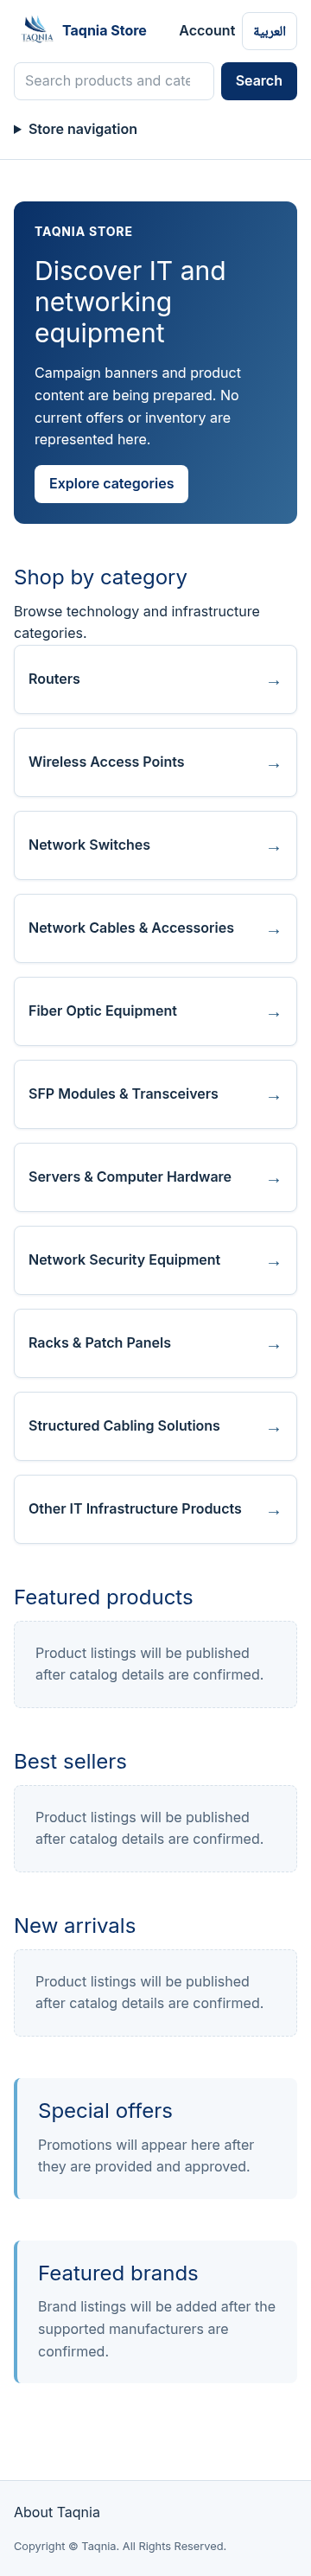 TAQNIA
Taqnia Store
Account
العربية
Search products and cate
Search
Store navigation
TAQNIA STORE
Discover IT and
networking
equipment
Campaign banners and product
content are being prepared. No
current offers or inventory are
represented here.
Explore categories
Shop by category
Browse technology and infrastructure
categories.
Routers →
Wireless Access Points →
Network Switches →
Network Cables & Accessories →
Fiber Optic Equipment →
SFP Modules & Transceivers →
Servers & Computer Hardware →
Network Security Equipment →
Racks & Patch Panels →
Structured Cabling Solutions →
Other IT Infrastructure Products →
Featured products
Product listings will be published
after catalog details are confirmed.
Best sellers
Product listings will be published
after catalog details are confirmed.
New arrivals
Product listings will be published
after catalog details are confirmed.
Special offers
Promotions will appear here after
they are provided and approved.
Featured brands
Brand listings will be added after the
supported manufacturers are
confirmed.
About Taqnia
Copyright © Taqnia. All Rights Reserved.